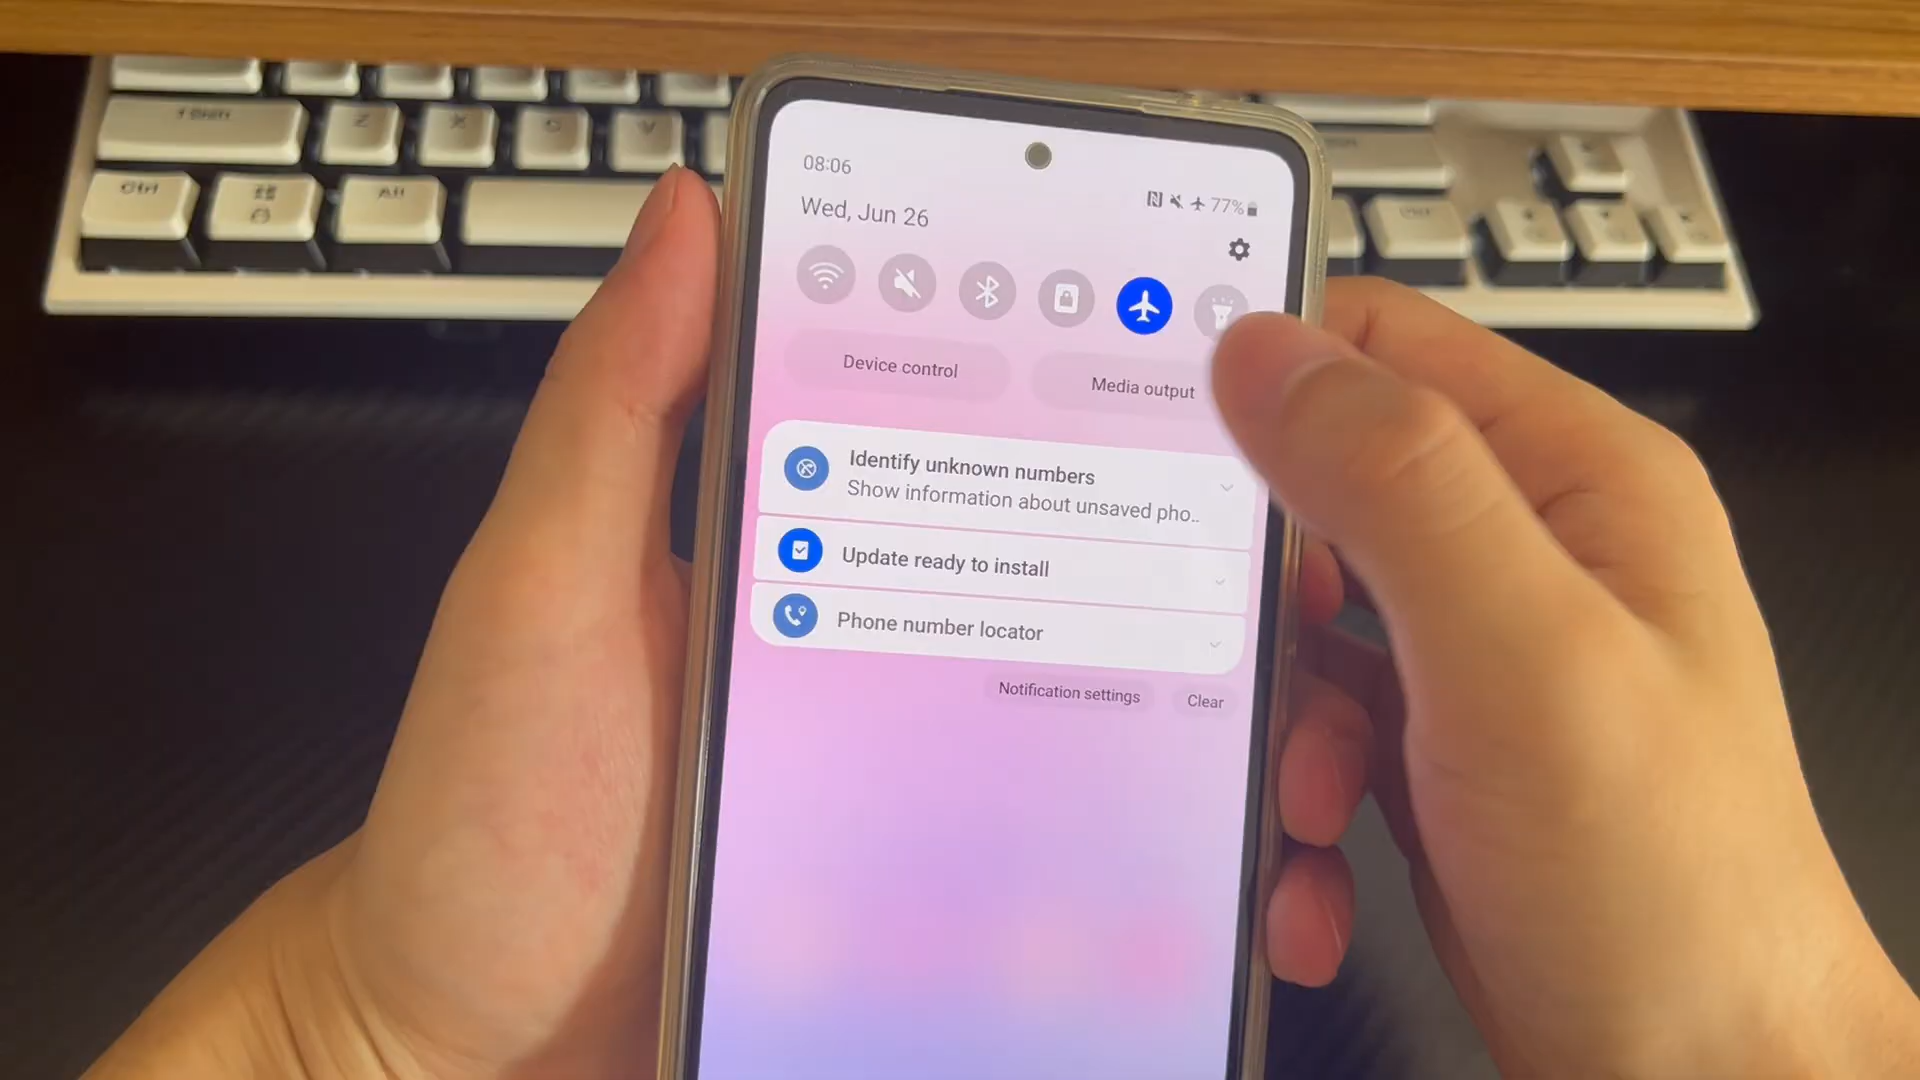 ↑ Shift
Z
X
C
V
Ctrl
Alt
08:06
77%
Wed, Jun 26
Device control
Media output
Identify unknown numbers
Show information about unsaved pho..
Update ready to install
Phone number locator
Notification settings
Clear